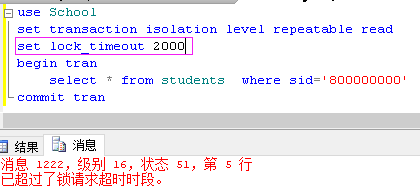 use School
set transaction isolation level repeatable read
set lock_timeout 2000
begin tran
select * from students where sid='800000000'
commit tran
结果 消息
消息 1222，级别 16，状态 51，第 5 行
已超过了锁请求超时时段。